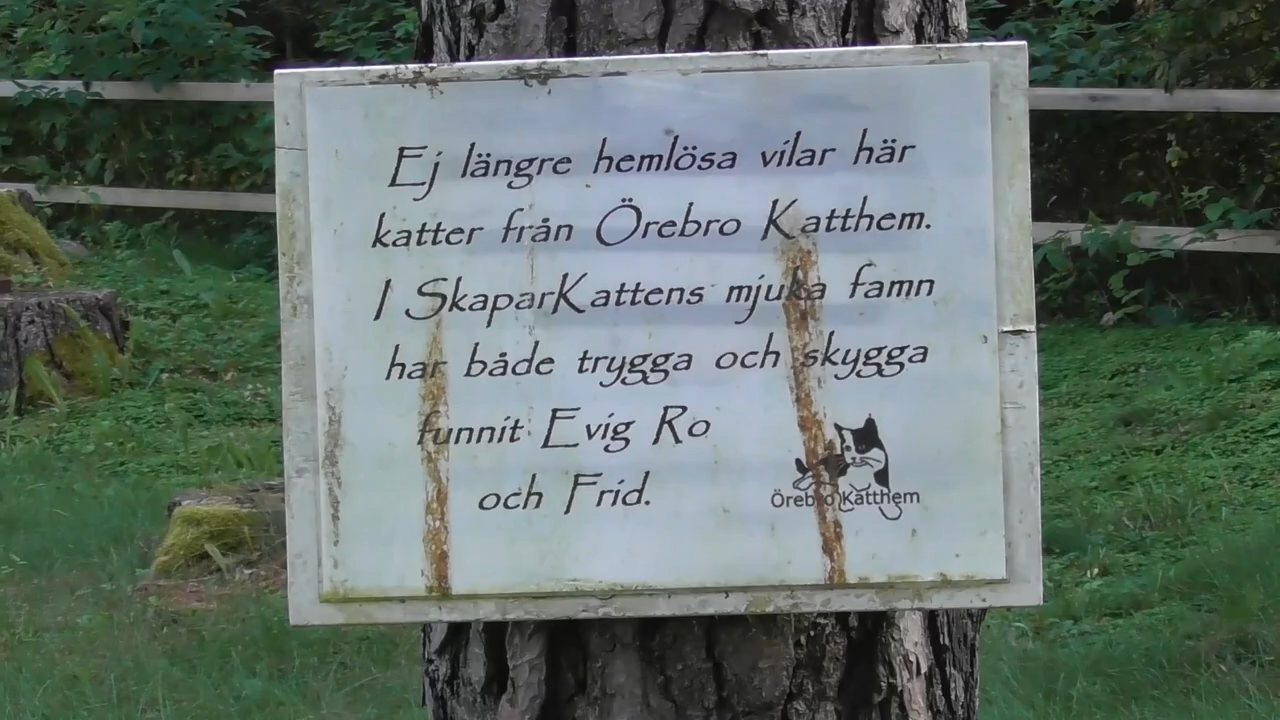 Ej längre hemlösa vilar här
katter från Örebro Katthem.
I SkaparKattens mjuka famn
har både trygga och skygga
funnit Evig Ro
och Frid.
Örebro Katthem